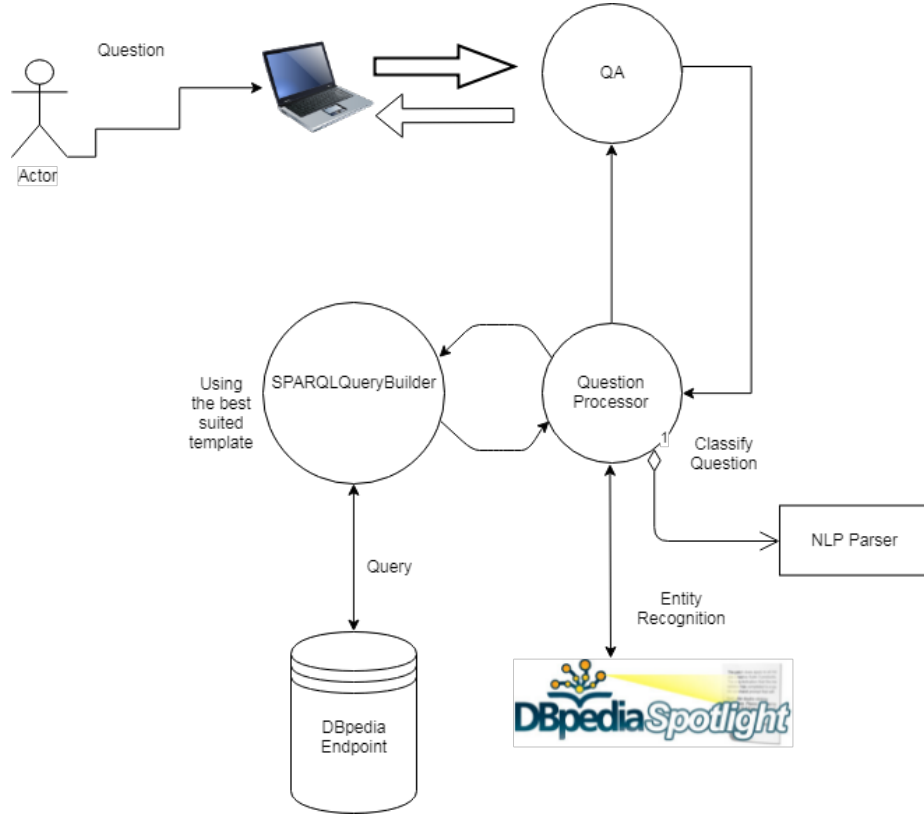 Question
Actor
QA
SPARQLQueryBuilder
Using
the best
suited
template
Question
Processor
1
Classify
Question
NLP Parser
Query
Entity
Recognition
DBpedia
Endpoint
DBpediaSpotlight